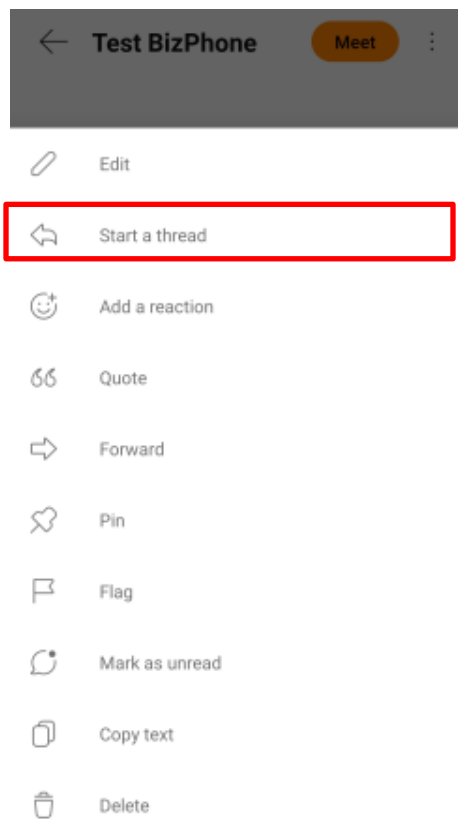 Test BizPhone Meet
Edit
Start a thread
Add a reaction
Quote
Forward
Pin
Flag
Mark as unread
Copy text
Delete